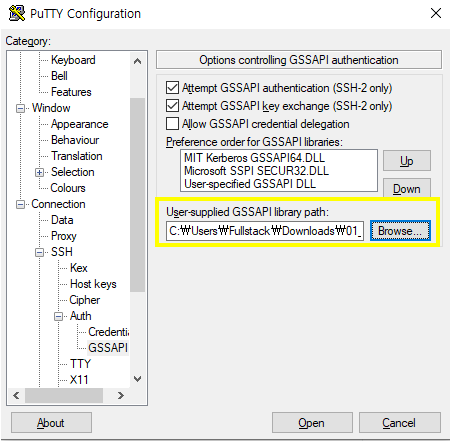 PuTTY Configuration
Category:
Keyboard
Bell
Features
Window
Appearance
Behaviour
Translation
Selection
Colours
Connection
Data
Proxy
SSH
Kex
Host keys
Cipher
Auth
Credentia
GSSAPI
TTY
X11
Options controlling GSSAPI authentication
Attempt GSSAPI authentication (SSH-2 only)
Attempt GSSAPI key exchange (SSH-2 only)
Allow GSSAPI credential delegation
Preference order for GSSAPI libraries:
MIT Kerberos GSSAPI64.DLL
Microsoft SSPI SECUR32.DLL
User-specified GSSAPI DLL
Up
Down
User-supplied GSSAPI library path:
C:₩Users₩Fullstack₩Downloads₩01_
Browse...
About
Open
Cancel